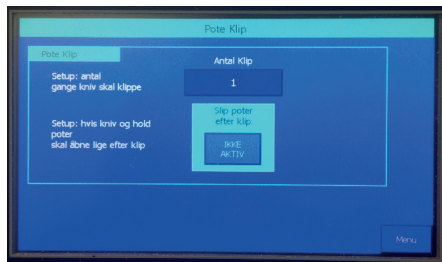 Pote Klip
Pote Klip
Antal Klip
Setup: antal
gange kniv skal klippe
1
Slip poter
efter klip
Setup: hvis kniv og hold
poter
skal åbne lige efter klip
IKKE
AKTIV
Menu